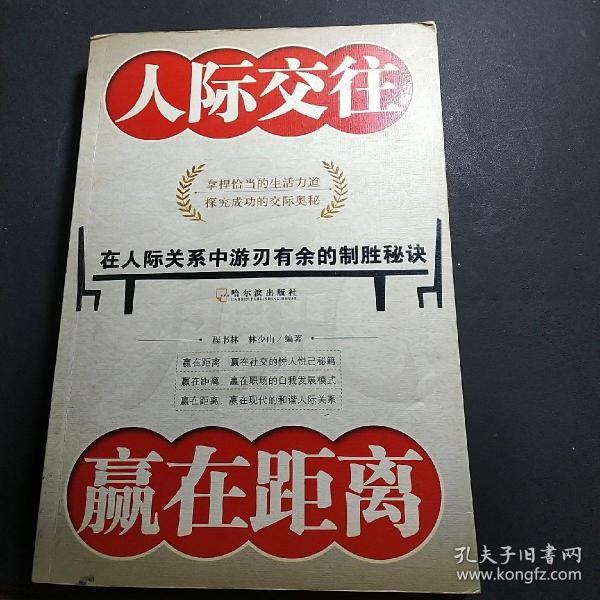 人际交往
拿捏恰当的生活力道
探究成功的交际奥秘
在人际关系中游刃有余的制胜秘诀
哈尔滨出版社
HARBIN PUBLISHING HOUSE
程书林 林少山/编著
赢在距离，赢在社交的悦人悦己秘籍
赢在距离，赢在职场的自我发展模式
赢在距离，赢在现代的和谐人际关系
赢在距离
孔夫子旧书网
www.kongfz.com